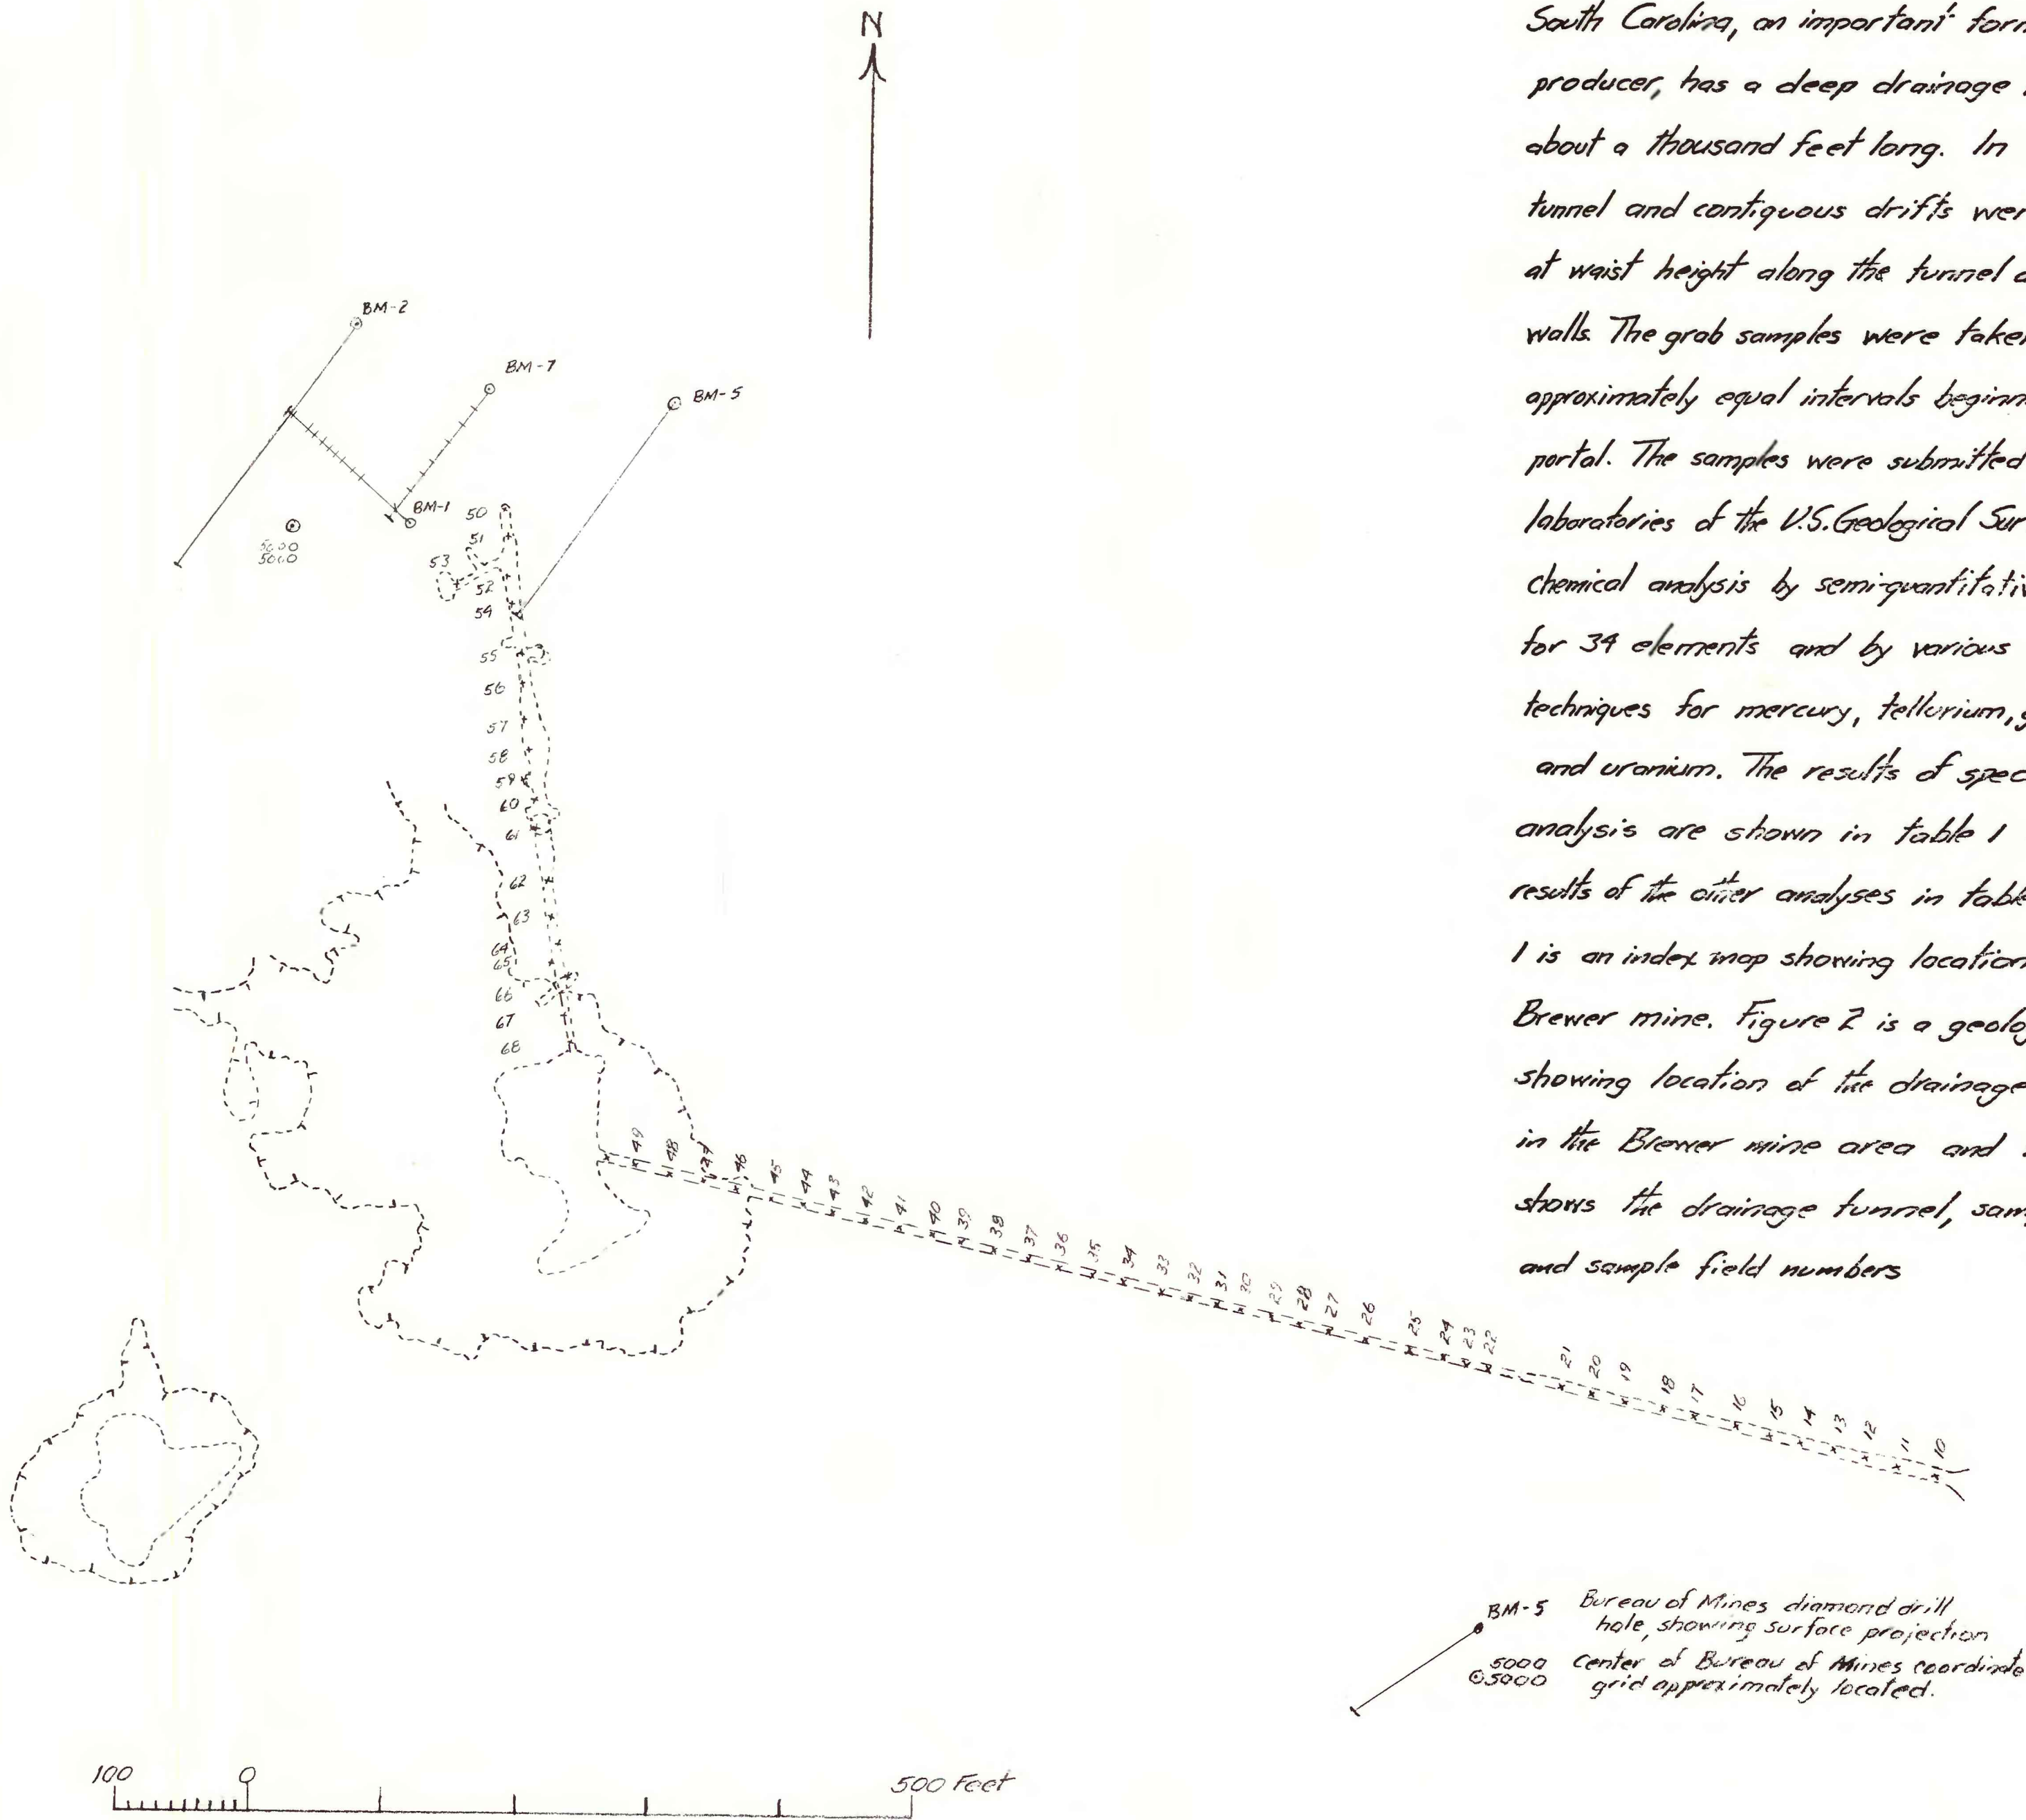 N
South Carolina, an important form
producer, has a deep drainage
about a thousand feet long. In
tunnel and contiguous drifts wer
at waist height along the tunnel a
walls. The grab samples were taken
approximately equal intervals beginn
portal. The samples were submitted
laboratories of the U.S. Geological Sur
chemical analysis by semi-quantitativ
for 34 elements and by various
techniques for mercury, tellurium, g
and uranium. The results of spec
analysis are shown in table 1
results of the other analyses in table
1 is an index map showing location
Brewer mine. Figure 2 is a geolog
showing location of the drainage
in the Brewer mine area and
shows the drainage tunnel, sam
and sample field numbers
BM-2
BM-7
BM-5
BM-1
5000
5000
50
51
53
52
54
55
56
57
58
59
60
61
62
63
64
65
66
67
68
49
48
47
46
45
44
43
42
41
40
39
38
37
36
35
34
33
32
31
30
29
28
27
26
25
24
23
22
21
20
19
18
17
16
15
14
13
12
11
10
BM-5 Bureau of Mines diamond drill
hole, showing surface projection
5000 Center of Bureau of Mines coordinate
5000 grid approximately located.
100 0 500 Feet